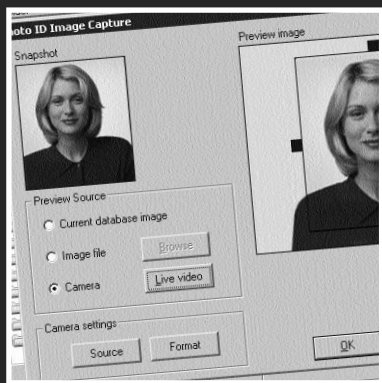 oto ID Image Capture
Snapshot
Preview image
Preview Source
Current database image
Image file
Browse
Camera
Live video
Camera settings
Source
Format
OK